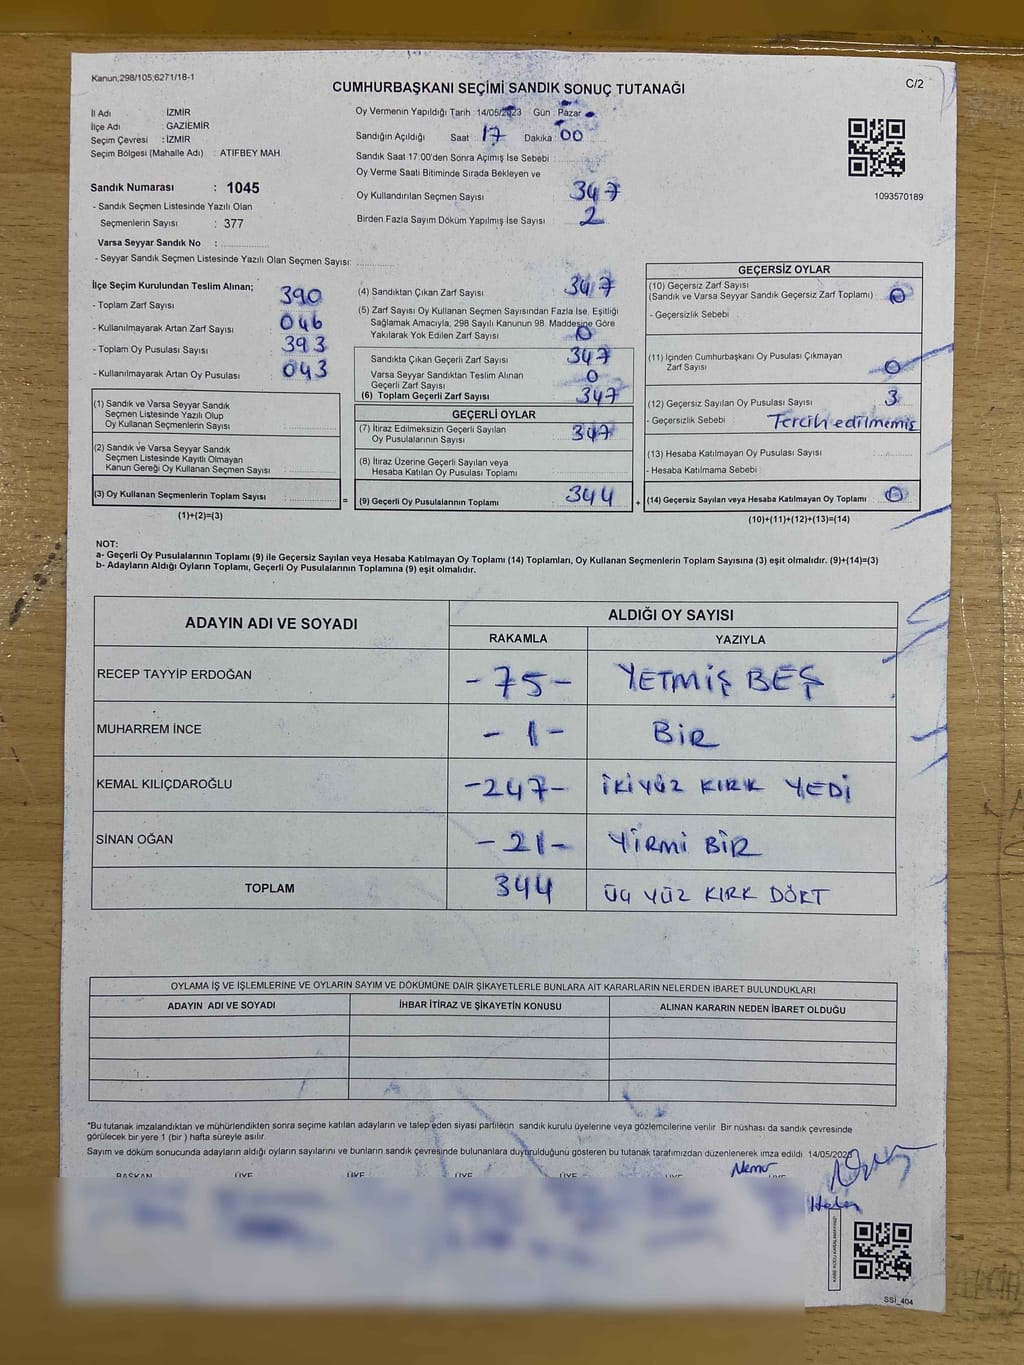 Kanun;298/105;6271/18-1
CUMHURBAŞKANI SEÇİMİ SANDIK SONUÇ TUTANAĞI
C/2
İl Adı : İZMİR
İlçe Adı : GAZİEMİR
Seçim Çevresi : İZMİR
Seçim Bölgesi (Mahalle Adı) : ATIFBEY MAH
Sandık Numarası : 1045
- Sandık Seçmen Listesinde Yazılı Olan
Seçmenlerin Sayısı : 377
Varsa Seyyar Sandık No :
- Seyyar Sandık Seçmen Listesinde Yazılı Olan Seçmen Sayısı:
Oy Vermenin Yapıldığı Tarih :14/05/2023 Gün : Pazar
Sandığın Açıldığı Saat : 17 Dakika : 00
Sandık Saat 17:00'den Sonra Açımış İse Sebebi :
Oy Verme Saati Bitiminde Sırada Bekleyen ve
Oy Kullandırılan Seçmen Sayısı 347
Birden Fazla Sayım Döküm Yapılmış İse Sayısı 2
1093570189
İlçe Seçim Kurulundan Teslim Alınan;
- Toplam Zarf Sayısı 390
- Kullanılmayarak Artan Zarf Sayısı 046
- Toplam Oy Pusulası Sayısı 393
- Kullanılmayarak Artan Oy Pusulası 043
(1) Sandık ve Varsa Seyyar Sandık
Seçmen Listesinde Yazılı Olup
Oy Kullanan Seçmenlerin Sayısı
(2) Sandık ve Varsa Seyyar Sandık
Seçmen Listesinde Kayıtlı Olmayan
Kanun Gereği Oy Kullanan Seçmen Sayısı
(3) Oy Kullanan Seçmenlerin Toplam Sayısı
=
(1)+(2)=(3)
(4) Sandıktan Çıkan Zarf Sayısı 347
(5) Zarf Sayısı Oy Kullanan Seçmen Sayısından Fazla İse, Eşitliği
Sağlamak Amacıyla, 298 Sayılı Kanunun 98. Maddesine Göre
Yakılarak Yok Edilen Zarf Sayısı 0
Sandıkta Çıkan Geçerli Zarf Sayısı 347
Varsa Seyyar Sandıktan Teslim Alınan
Geçerli Zarf Sayısı 0
(6) Toplam Geçerli Zarf Sayısı 347
GEÇERLİ OYLAR
(7) İtiraz Edilmeksizin Geçerli Sayılan
Oy Pusulalarının Sayısı 347
(8) İtiraz Üzerine Geçerli Sayılan veya
Hesaba Katılan Oy Pusulası Toplamı
(9) Geçerli Oy Pusulalarının Toplamı 344
+
GEÇERSİZ OYLAR
(10) Geçersiz Zarf Sayısı
(Sandık ve Varsa Seyyar Sandık Geçersiz Zarf Toplamı) : 0
- Geçersizlik Sebebi
(11) İçinden Cumhurbaşkanı Oy Pusulası Çıkmayan
Zarf Sayısı 0
(12) Geçersiz Sayılan Oy Pusulası Sayısı 3
- Geçersizlik Sebebi Tercih edilmemiş
(13) Hesaba Katılmayan Oy Pusulası Sayısı
- Hesaba Katılmama Sebebi
(14) Geçersiz Sayılan veya Hesaba Katılmayan Oy Toplamı 0
(10)+(11)+(12)+(13)=(14)
NOT:
a- Geçerli Oy Pusulalarının Toplamı (9) ile Geçersiz Sayılan veya Hesaba Katılmayan Oy Toplamı (14) Toplamları, Oy Kullanan Seçmenlerin Toplam Sayısına (3) eşit olmalıdır. (9)+(14)=(3)
b- Adayların Aldığı Oyların Toplamı, Geçerli Oy Pusulalarının Toplamına (9) eşit olmalıdır.
ADAYIN ADI VE SOYADI
ALDIĞI OY SAYISI
RAKAMLA YAZIYLA
RECEP TAYYİP ERDOĞAN -75- YETMİŞ BEŞ
MUHARREM İNCE -1- BİR
KEMAL KILIÇDAROĞLU -247- İKİYÜZ KIRK YEDİ
SİNAN OĞAN -21- YİRMİ BİR
TOPLAM 344 ÜÇ YÜZ KIRK DÖRT
OYLAMA İŞ VE İŞLEMLERİNE VE OYLARIN SAYIM VE DÖKÜMÜNE DAİR ŞİKAYETLERLE BUNLARA AİT KARARLARIN NELERDEN İBARET BULUNDUKLARI
ADAYIN ADI VE SOYADI İHBAR İTİRAZ VE ŞİKAYETİN KONUSU ALINAN KARARIN NEDEN İBARET OLDUĞU
*Bu tutanak imzalandıktan ve mühürlendikten sonra seçime katılan adayların ve talep eden siyasi partilerin sandık kurulu üyelerine veya gözlemcilerine verilir. Bir nüshası da sandık çevresinde
görülecek bir yere 1 (bir ) hafta süreyle asılır.
Sayım ve döküm sonucunda adayların aldığı oyların sayılarını ve bunların sandık çevresinde bulunanlara duyurulduğunu gösteren bu tutanak tarafımızdan düzenlenerek imza edildi. 14/05/2023
BAŞKAN ÜYE ÜYE ÜYE ÜYE ÜYE ÜYE
SSİ_404